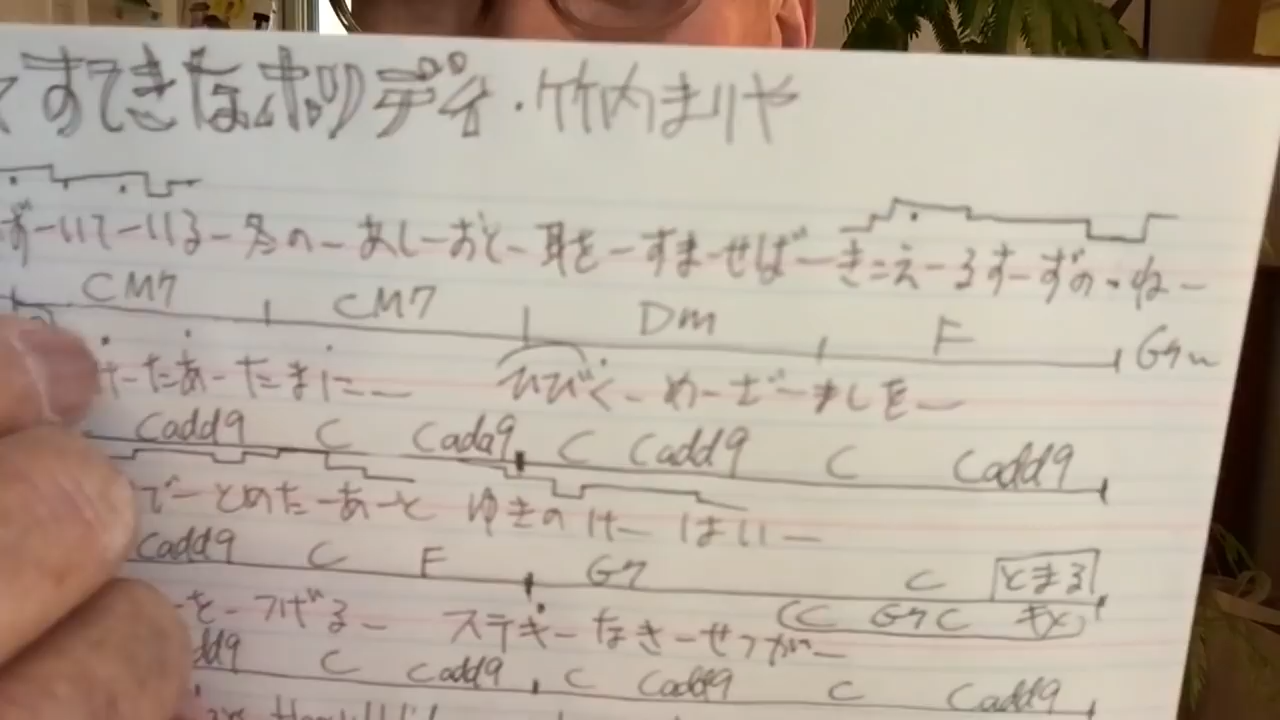 すてきなホリデイ・竹内まりや
ずーいてーいるー冬のーあしーおとー耳をーすませばーきこえーるすーずのーねー
CM7 CM7 Dm F G7
けーたあーたまにー ひびくーめーざーましをー
Cadd9 C Cadd9 C Cadd9 C Cadd9
でーとめたーあーと ゆきのけーはいー
Cadd9 C F G7 C とまる
(C G7 C
をーつげるー ステキーなきーせつがー
C Cadd9 C Cadd9 C Cadd9